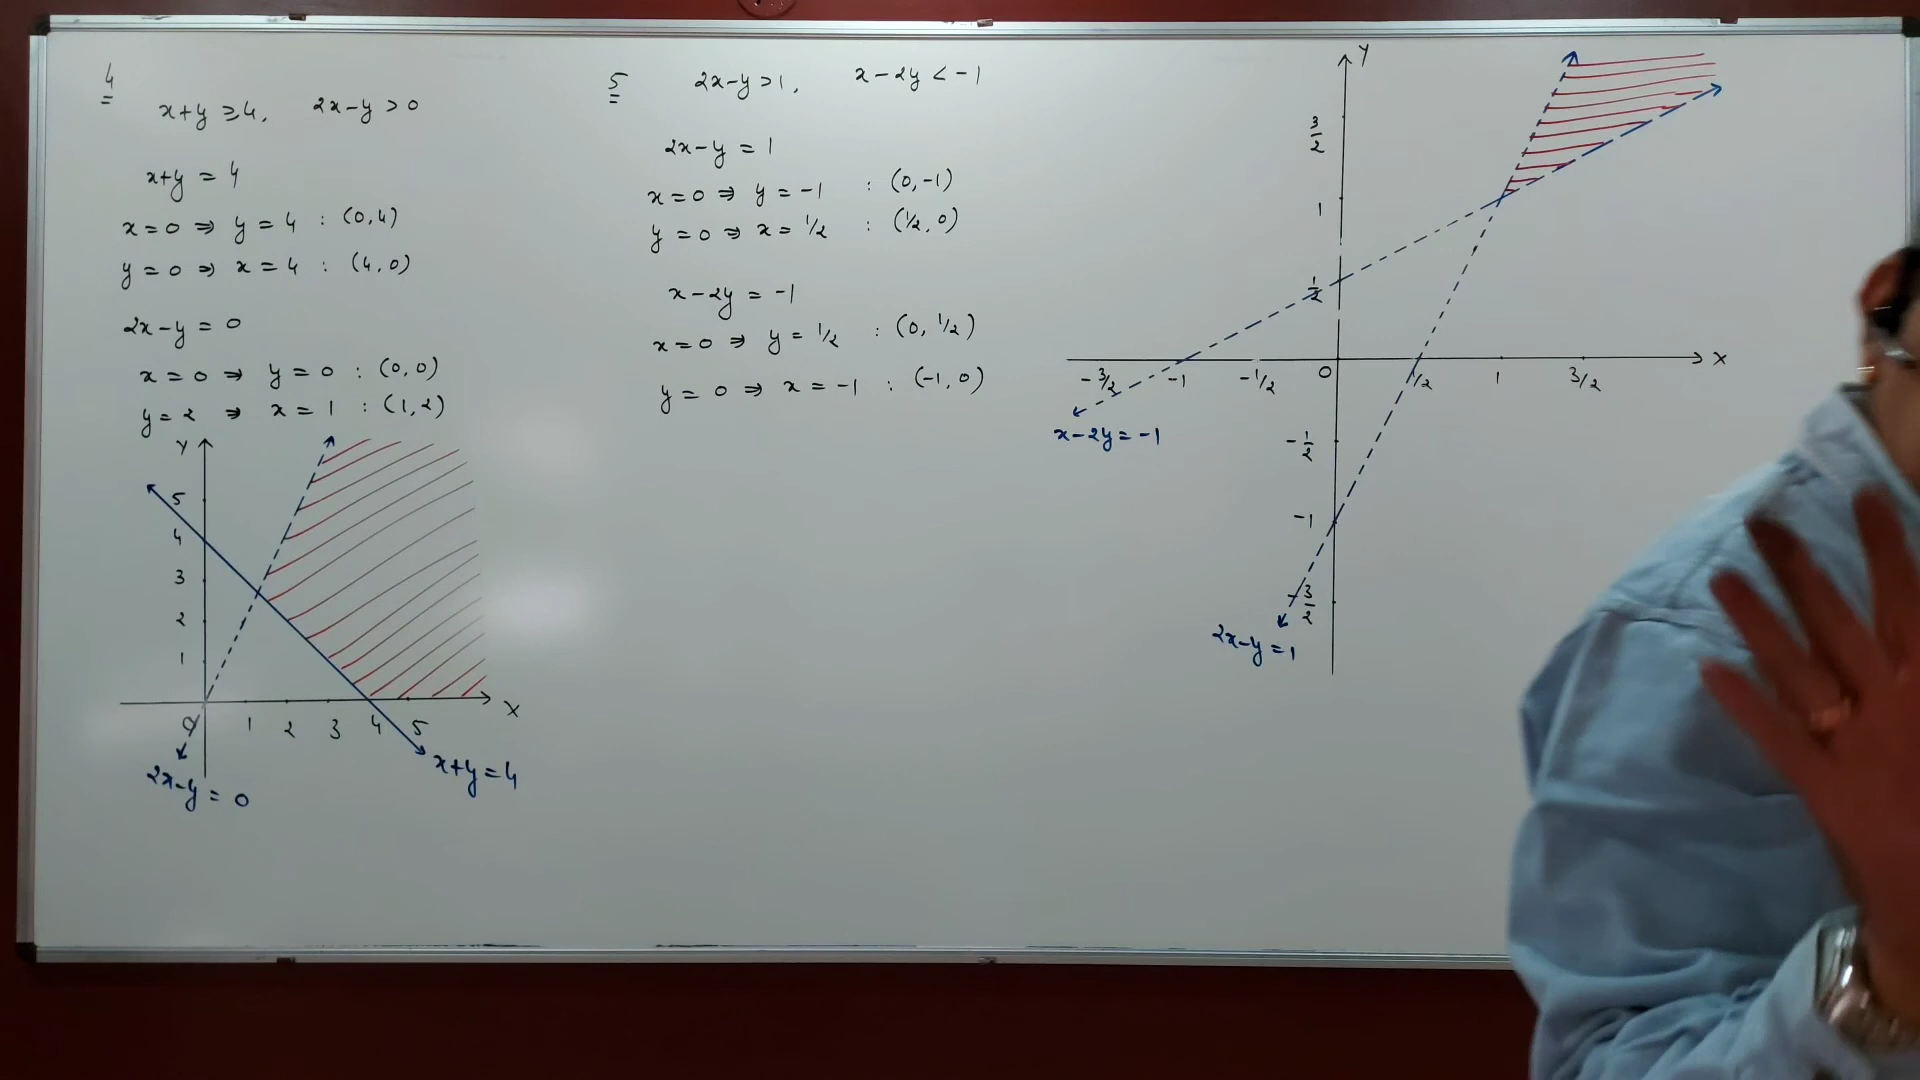 4
x+y ≥ 4, 2x-y > 0
x+y = 4
x = 0 ⇒ y = 4 : (0,4)
y = 0 ⇒ x = 4 : (4,0)
2x-y = 0
x = 0 ⇒ y = 0 : (0,0)
y = 2 ⇒ x = 1 : (1,2)
Y
5
4
3
2
1
0 1 2 3 4 5 X
2x-y = 0
x+y = 4
5
2x-y > 1, x-2y < -1
2x-y = 1
x = 0 ⇒ y = -1 : (0,-1)
y = 0 ⇒ x = 1/2 : (1/2, 0)
x-2y = -1
x = 0 ⇒ y = 1/2 : (0, 1/2)
y = 0 ⇒ x = -1 : (-1, 0)
Y
3/2
1
1/2
-3/2 -1 -1/2 0 1/2 1 3/2 X
x-2y = -1
-1/2
-1
-3/2
2x-y = 1